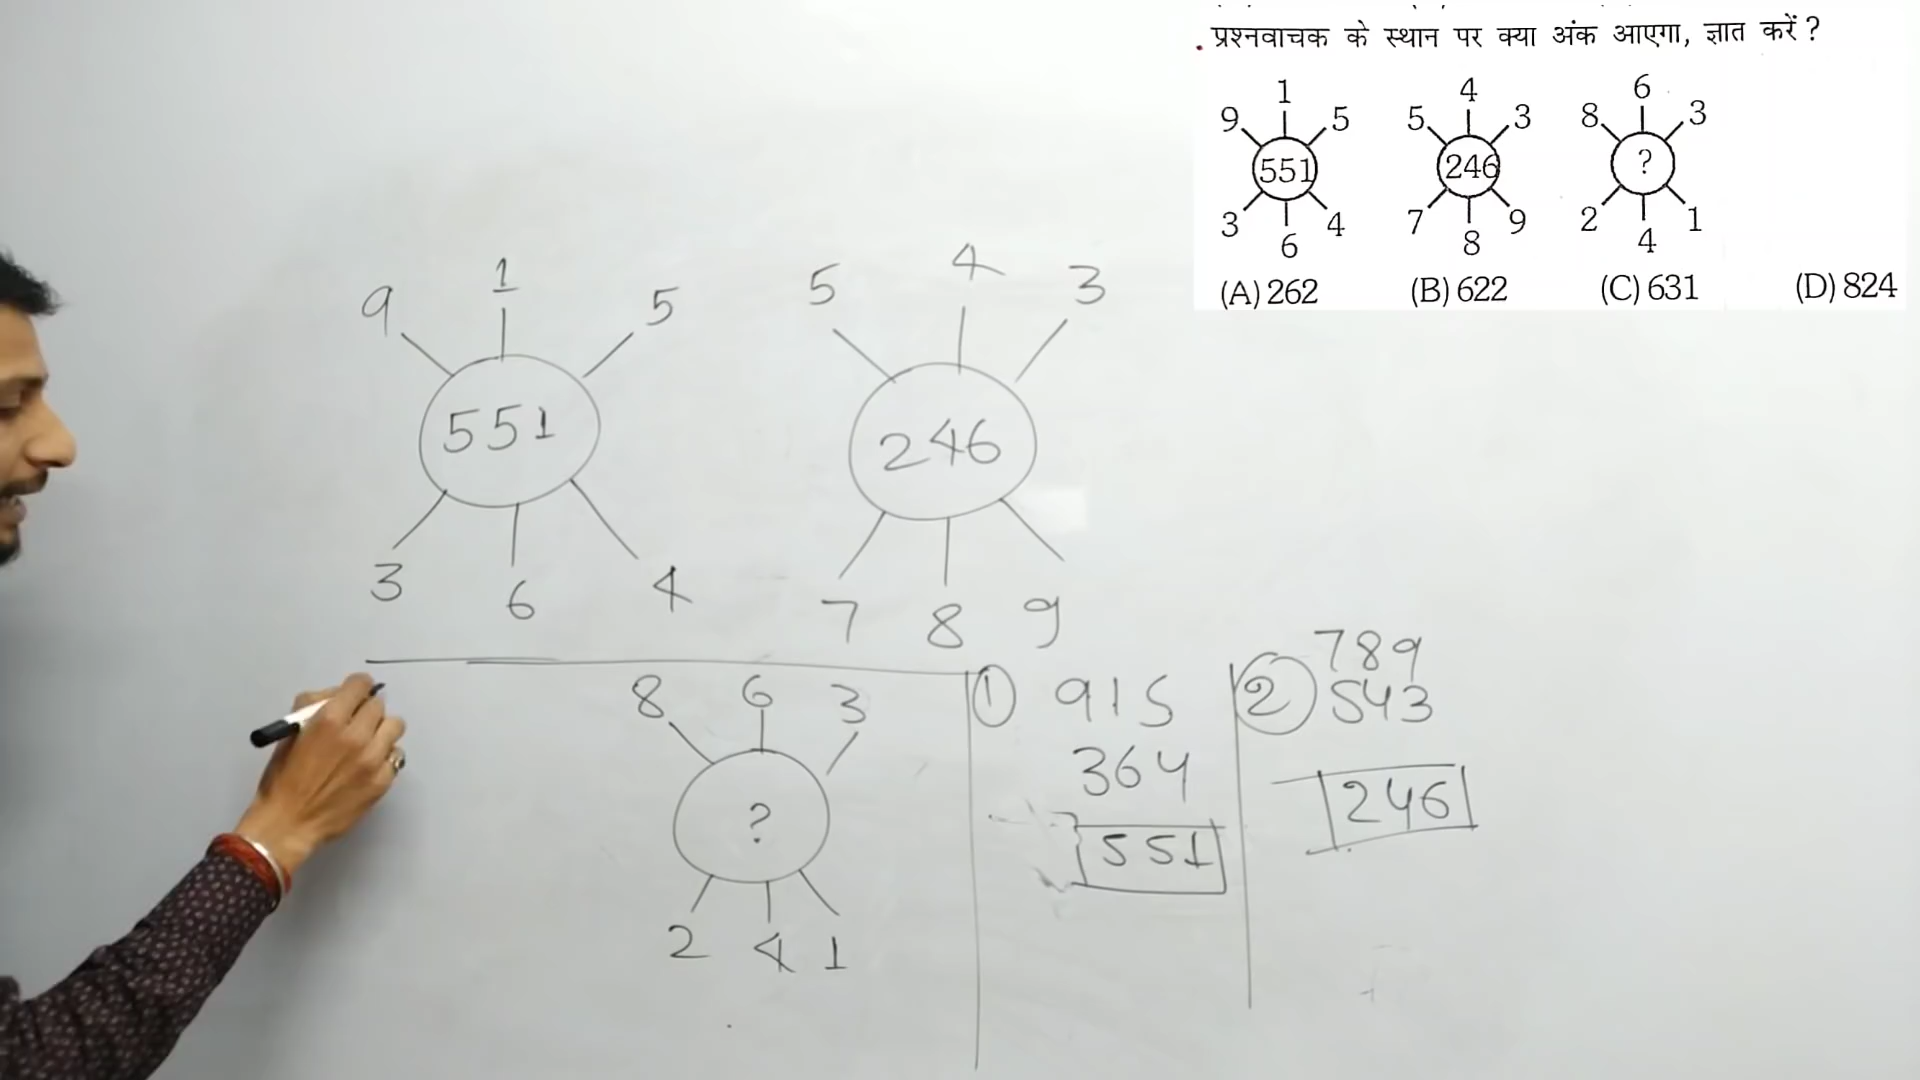 प्रश्नवाचक के स्थान पर क्या अंक आएगा, ज्ञात करें ?
1 4 6
9 5 5 3 8 3
551 246 ?
3 4 7 9 2 1
6 8 4
(A) 262 (B) 622 (C) 631 (D) 824
9 1 5
551
3 6 4
5 4 3
246
7 8 9
8 6 3
?
2 4 1
1 915
364
551
789
2 543
246